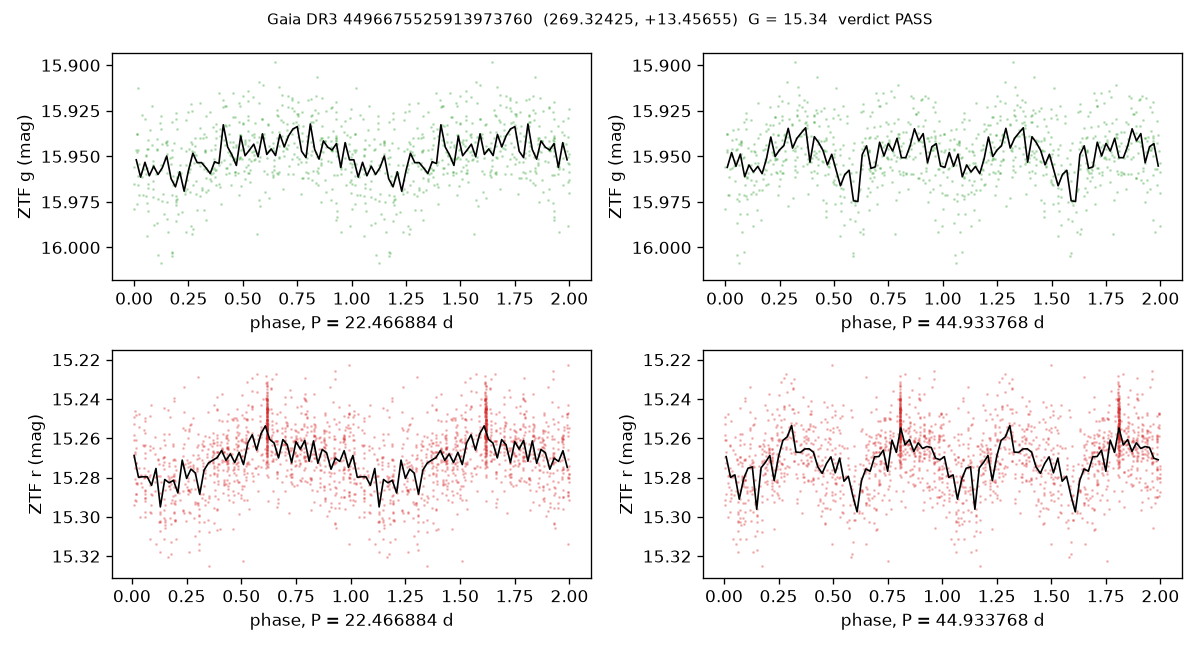 Gaia DR3 4496675525913973760  (269.32425, +13.45655)  G = 15.34  verdict PASS
ZTF g (mag)
15.900
15.925
15.950
15.975
16.000
0.00 0.25 0.50 0.75 1.00 1.25 1.50 1.75 2.00
phase, P = 22.466884 d
ZTF g (mag)
15.900
15.925
15.950
15.975
16.000
0.00 0.25 0.50 0.75 1.00 1.25 1.50 1.75 2.00
phase, P = 44.933768 d
ZTF r (mag)
15.22
15.24
15.26
15.28
15.30
15.32
0.00 0.25 0.50 0.75 1.00 1.25 1.50 1.75 2.00
phase, P = 22.466884 d
ZTF r (mag)
15.22
15.24
15.26
15.28
15.30
15.32
0.00 0.25 0.50 0.75 1.00 1.25 1.50 1.75 2.00
phase, P = 44.933768 d